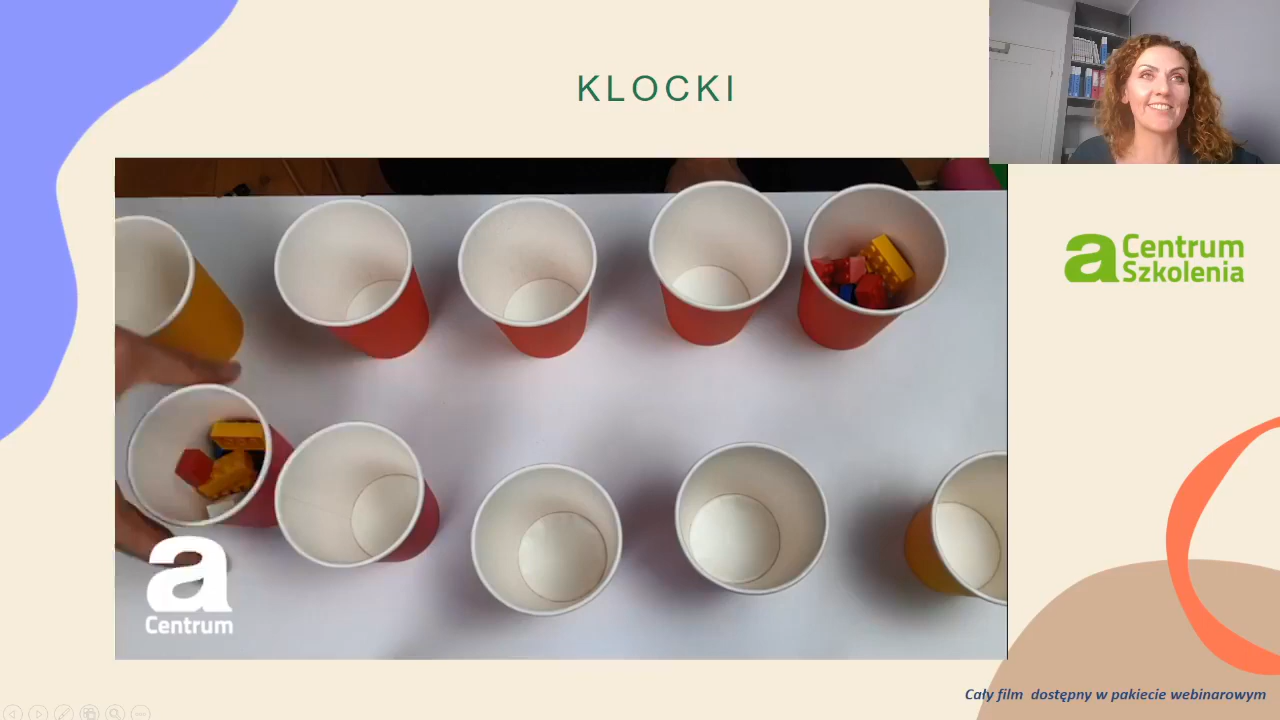 KLOCKI
a Centrum
Szkolenia
a
Centrum
Cały film dostępny w pakiecie webinarowym